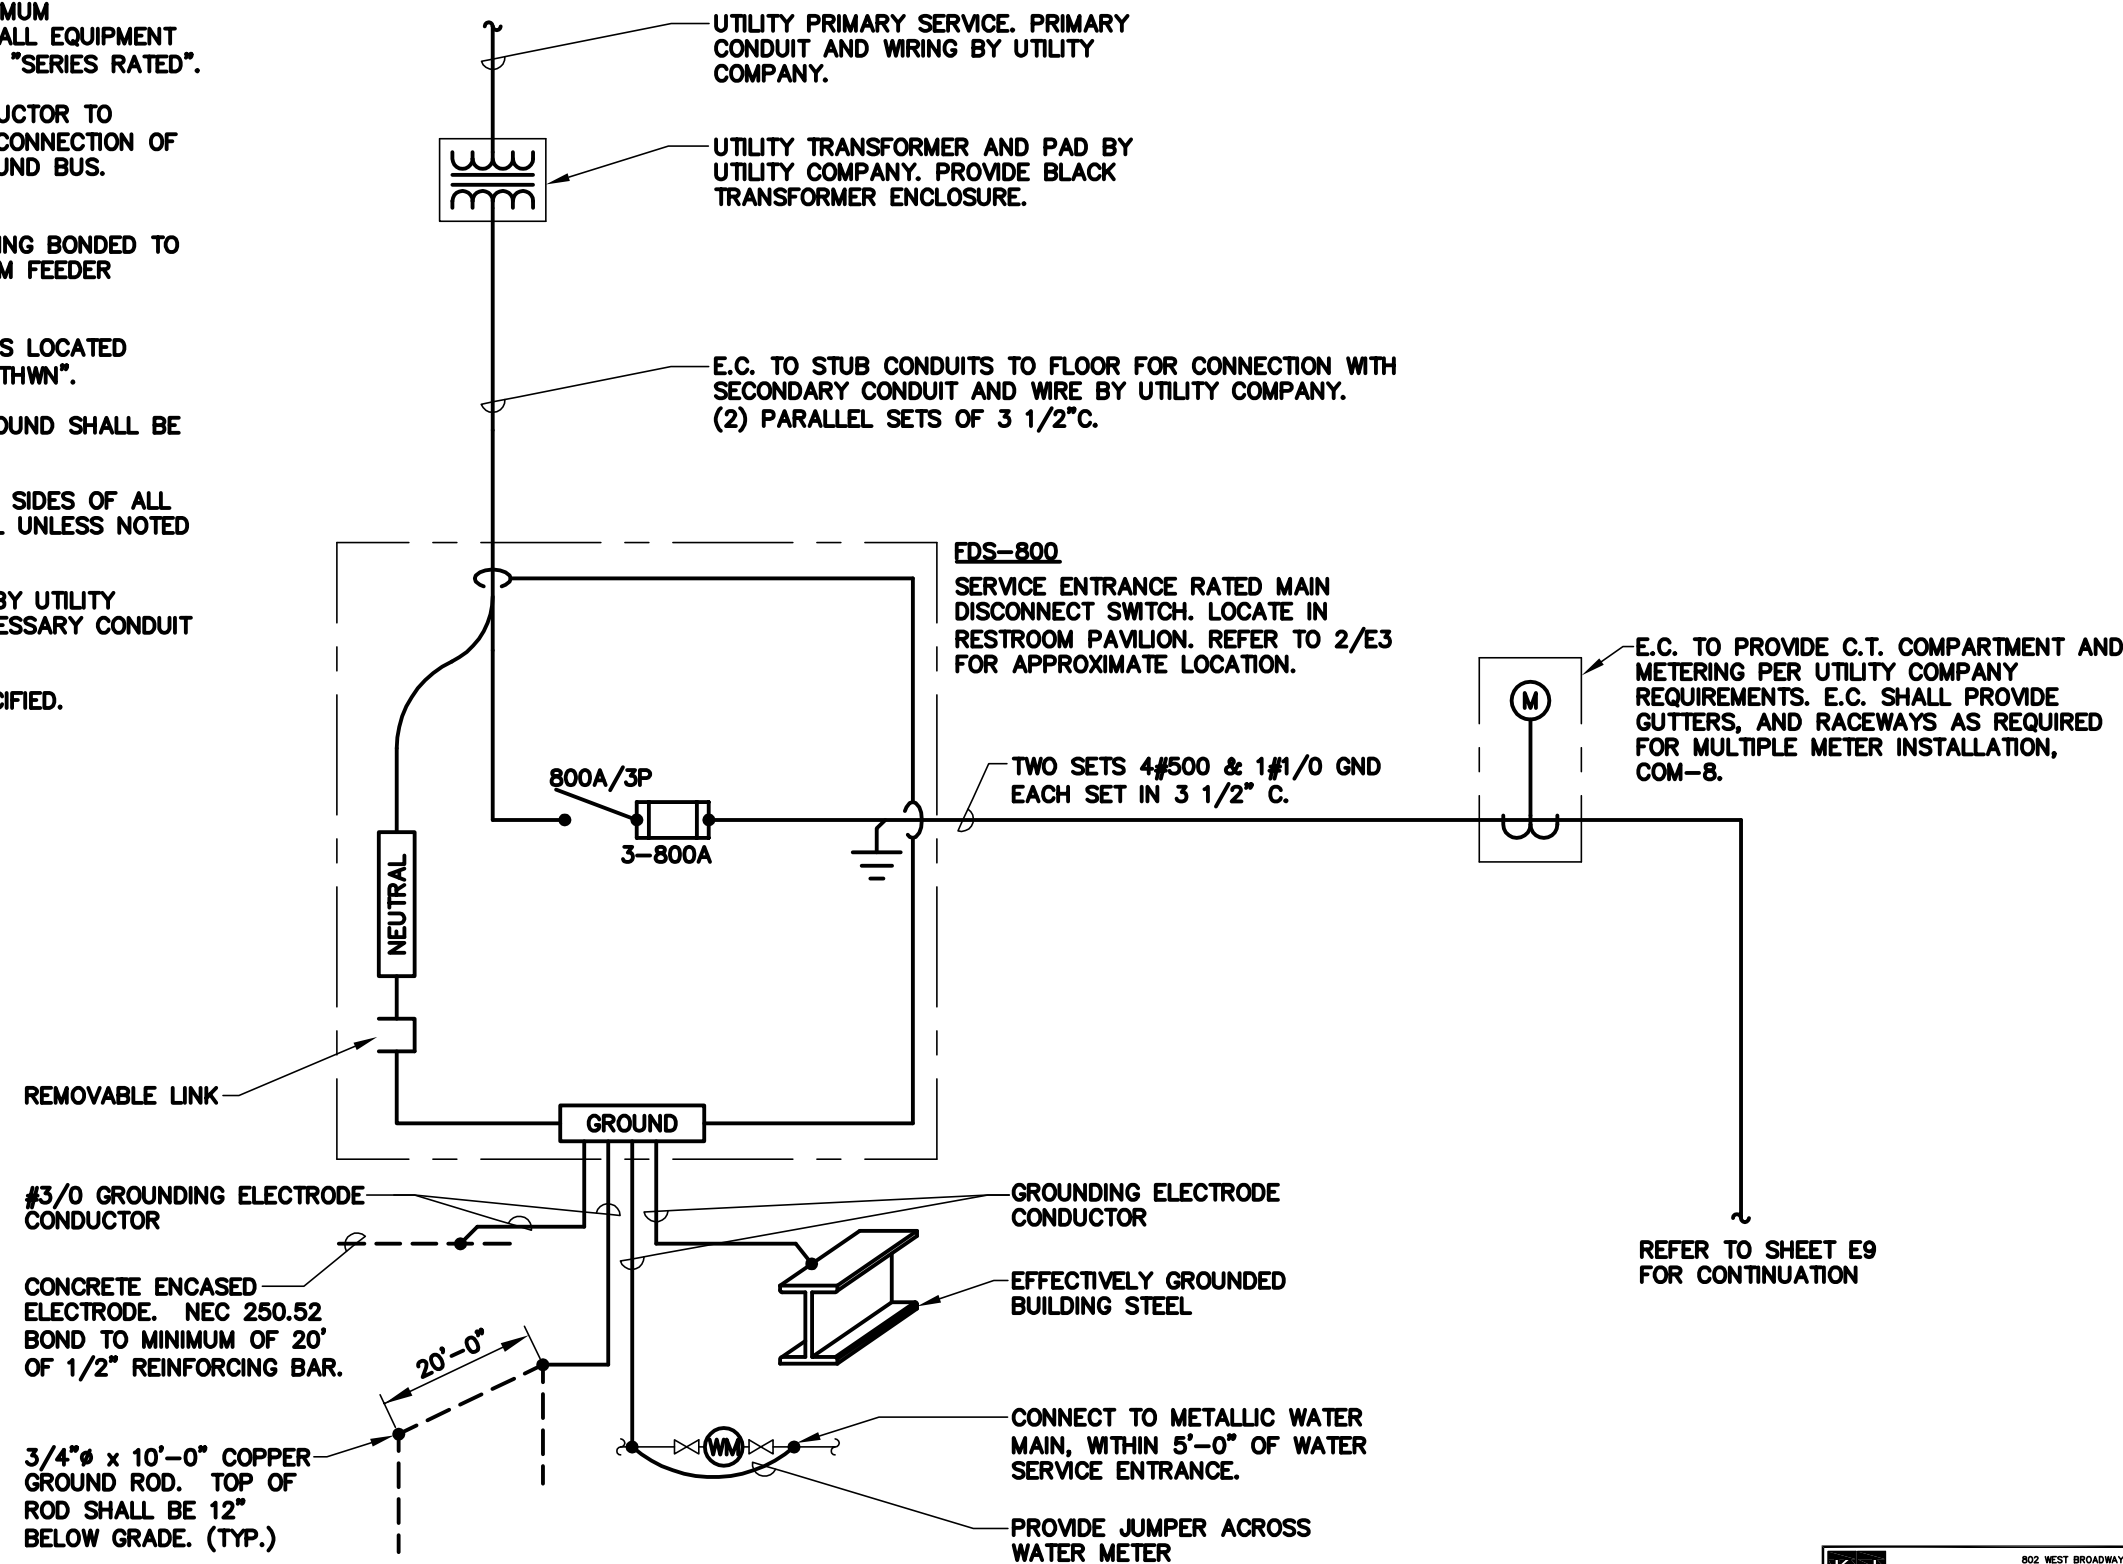 MUM
ALL EQUIPMENT
"SERIES RATED".
UCTOR TO
CONNECTION OF
UND BUS.
ING BONDED TO
M FEEDER
S LOCATED
THWN".
OUND SHALL BE
SIDES OF ALL
UNLESS NOTED
BY UTILITY
ESSARY CONDUIT
CIFIED.
UTILITY PRIMARY SERVICE. PRIMARY
CONDUIT AND WIRING BY UTILITY
COMPANY.
UTILITY TRANSFORMER AND PAD BY
UTILITY COMPANY. PROVIDE BLACK
TRANSFORMER ENCLOSURE.
E.C. TO STUB CONDUITS TO FLOOR FOR CONNECTION WITH
SECONDARY CONDUIT AND WIRE BY UTILITY COMPANY.
(2) PARALLEL SETS OF 3 1/2"C.
FDS-800
SERVICE ENTRANCE RATED MAIN
DISCONNECT SWITCH. LOCATE IN
RESTROOM PAVILION. REFER TO 2/E3
FOR APPROXIMATE LOCATION.
E.C. TO PROVIDE C.T. COMPARTMENT AND
METERING PER UTILITY COMPANY
REQUIREMENTS. E.C. SHALL PROVIDE
GUTTERS, AND RACEWAYS AS REQUIRED
FOR MULTIPLE METER INSTALLATION,
COM-8.
M
800A/3P
3-800A
TWO SETS 4#500 & 1#1/0 GND
EACH SET IN 3 1/2" C.
NEUTRAL
REMOVABLE LINK
GROUND
#3/0 GROUNDING ELECTRODE
CONDUCTOR
GROUNDING ELECTRODE
CONDUCTOR
REFER TO SHEET E9
FOR CONTINUATION
CONCRETE ENCASED
ELECTRODE. NEC 250.52
BOND TO MINIMUM OF 20'
OF 1/2" REINFORCING BAR.
EFFECTIVELY GROUNDED
BUILDING STEEL
20'-0"
3/4"ø x 10'-0" COPPER
GROUND ROD. TOP OF
ROD SHALL BE 12"
BELOW GRADE. (TYP.)
WM
CONNECT TO METALLIC WATER
MAIN, WITHIN 5'-0" OF WATER
SERVICE ENTRANCE.
PROVIDE JUMPER ACROSS
WATER METER
802 WEST BROADWAY